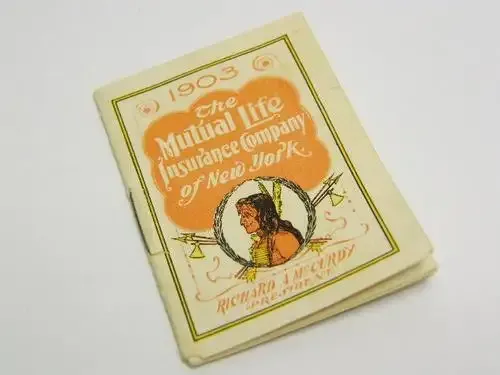 1903
The
Mutual Life
Insurance Company
of New York.
RICHARD A McCURDY
PRESIDENT